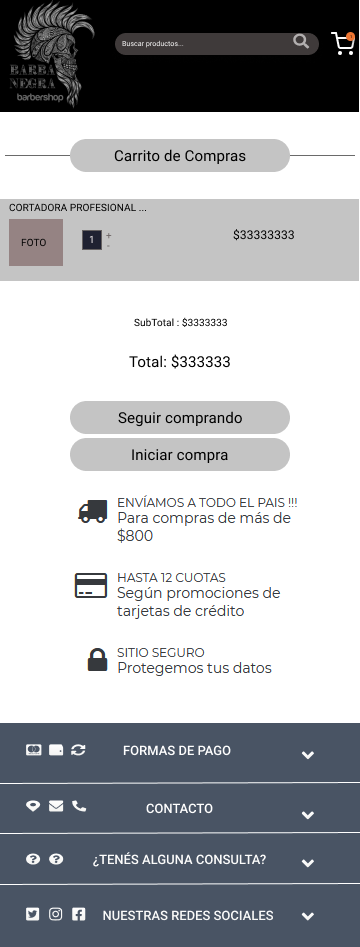 BARBA
NEGRA
barbershop
Buscar productos...
Carrito de Compras
CORTADORA PROFESIONAL ...
FOTO
1
+
-
$33333333
SubTotal : $3333333
Total: $333333
Seguir comprando
Iniciar compra
ENVÍAMOS A TODO EL PAIS !!!
Para compras de más de
$800
HASTA 12 CUOTAS
Según promociones de
tarjetas de crédito
SITIO SEGURO
Protegemos tus datos
FORMAS DE PAGO
CONTACTO
¿TENÉS ALGUNA CONSULTA?
NUESTRAS REDES SOCIALES